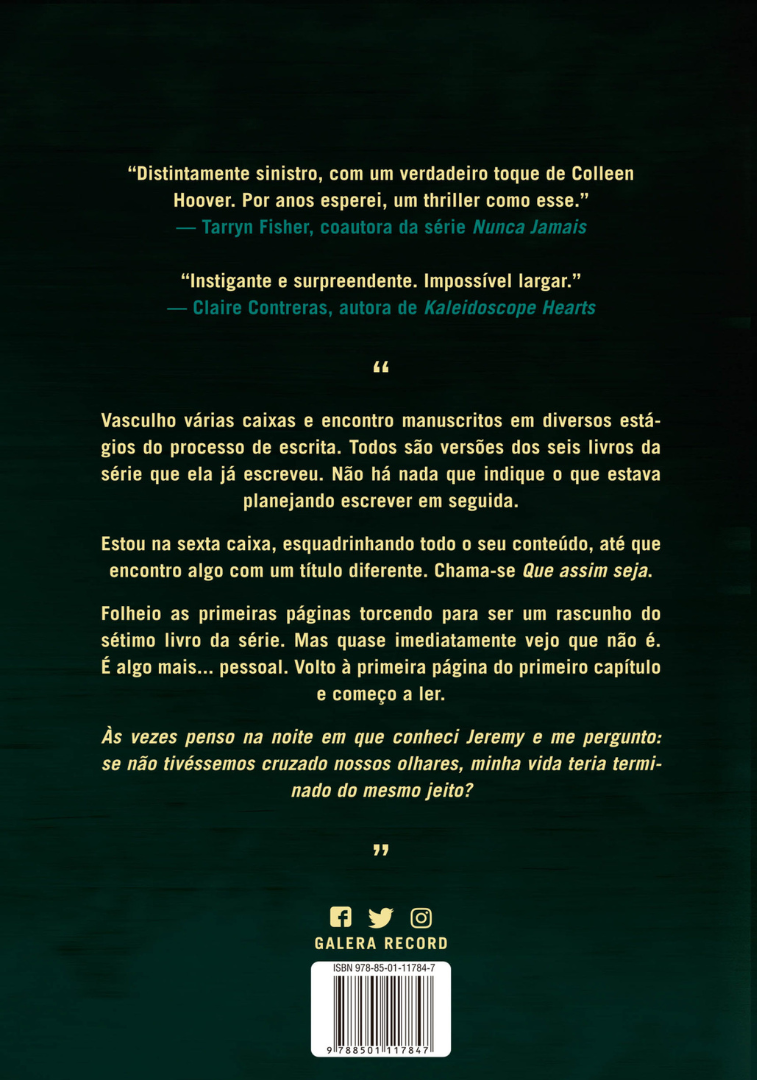 “Distintamente sinistro, com um verdadeiro toque de Colleen
Hoover. Por anos esperei, um thriller como esse.”
— Tarryn Fisher, coautora da série Nunca Jamais
“Instigante e surpreendente. Impossível largar.”
— Claire Contreras, autora de Kaleidoscope Hearts
“
Vasculho várias caixas e encontro manuscritos em diversos está-
gios do processo de escrita. Todos são versões dos seis livros da
série que ela já escreveu. Não há nada que indique o que estava
planejando escrever em seguida.
Estou na sexta caixa, esquadrinhando todo o seu conteúdo, até que
encontro algo com um título diferente. Chama-se Que assim seja.
Folheio as primeiras páginas torcendo para ser um rascunho do
sétimo livro da série. Mas quase imediatamente vejo que não é.
É algo mais... pessoal. Volto à primeira página do primeiro capítulo
e começo a ler.
Às vezes penso na noite em que conheci Jeremy e me pergunto:
se não tivéssemos cruzado nossos olhares, minha vida teria termi-
nado do mesmo jeito?
”
GALERA RECORD
ISBN 978-85-01-11784-7
9 788501 117847